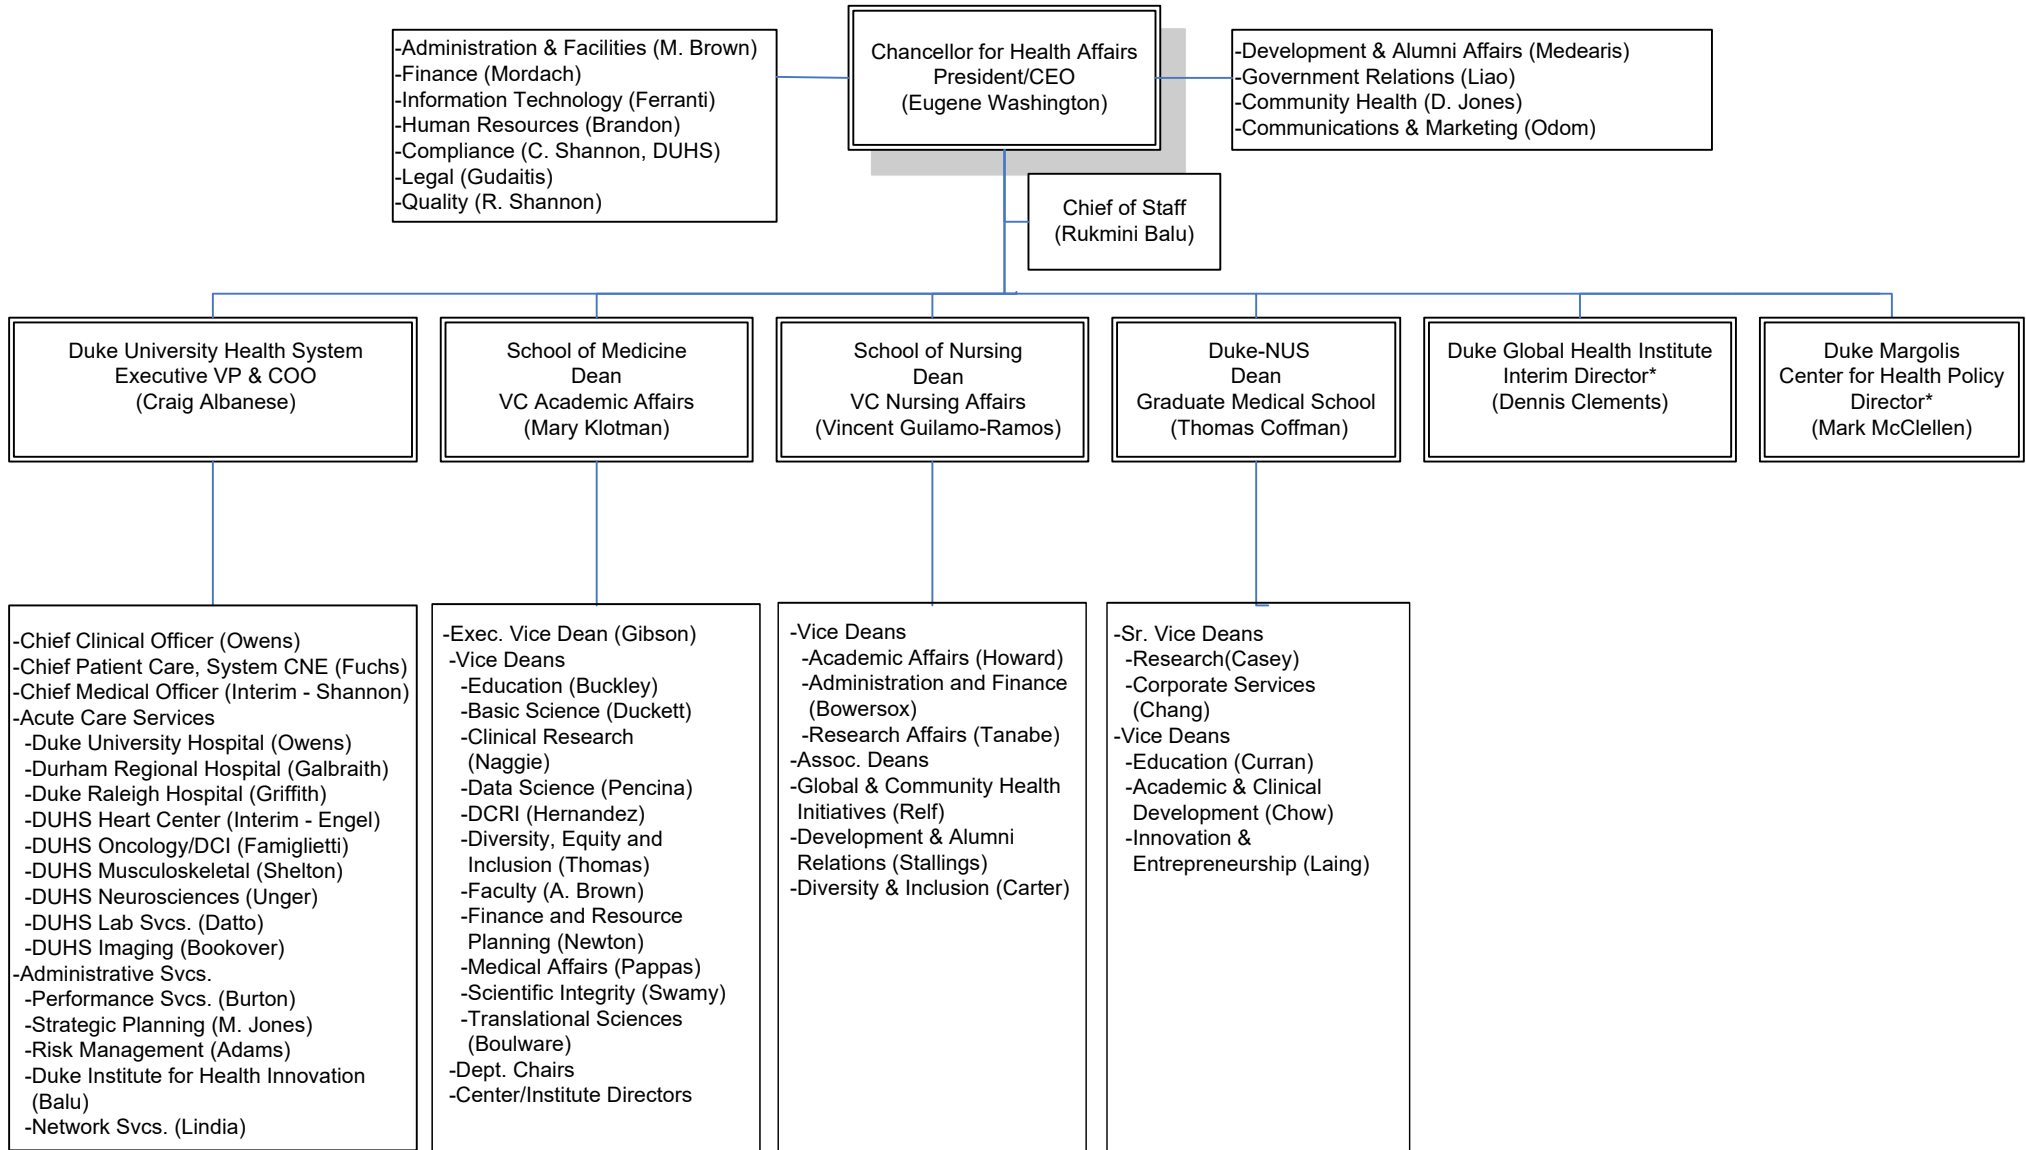 -Administration & Facilities (M. Brown)
-Finance (Mordach)
-Information Technology (Ferranti)
-Human Resources (Brandon)
-Compliance (C. Shannon, DUHS)
-Legal (Gudaitis)
-Quality (R. Shannon)
Chancellor for Health Affairs
President/CEO
(Eugene Washington)
-Development & Alumni Affairs (Medearis)
-Government Relations (Liao)
-Community Health (D. Jones)
-Communications & Marketing (Odom)
Chief of Staff
(Rukmini Balu)
Duke University Health System
Executive VP & COO
(Craig Albanese)
School of Medicine
Dean
VC Academic Affairs
(Mary Klotman)
School of Nursing
Dean
VC Nursing Affairs
(Vincent Guilamo-Ramos)
Duke-NUS
Dean
Graduate Medical School
(Thomas Coffman)
Duke Global Health Institute
Interim Director*
(Dennis Clements)
Duke Margolis
Center for Health Policy
Director*
(Mark McClellen)
-Chief Clinical Officer (Owens)
-Chief Patient Care, System CNE (Fuchs)
-Chief Medical Officer (Interim - Shannon)
-Acute Care Services
-Duke University Hospital (Owens)
-Durham Regional Hospital (Galbraith)
-Duke Raleigh Hospital (Griffith)
-DUHS Heart Center (Interim - Engel)
-DUHS Oncology/DCI (Famiglietti)
-DUHS Musculoskeletal (Shelton)
-DUHS Neurosciences (Unger)
-DUHS Lab Svcs. (Datto)
-DUHS Imaging (Bookover)
-Administrative Svcs.
-Performance Svcs. (Burton)
-Strategic Planning (M. Jones)
-Risk Management (Adams)
-Duke Institute for Health Innovation
(Balu)
-Network Svcs. (Lindia)
-Exec. Vice Dean (Gibson)
-Vice Deans
-Education (Buckley)
-Basic Science (Duckett)
-Clinical Research
(Naggie)
-Data Science (Pencina)
-DCRI (Hernandez)
-Diversity, Equity and
Inclusion (Thomas)
-Faculty (A. Brown)
-Finance and Resource
Planning (Newton)
-Medical Affairs (Pappas)
-Scientific Integrity (Swamy)
-Translational Sciences
(Boulware)
-Dept. Chairs
-Center/Institute Directors
-Vice Deans
-Academic Affairs (Howard)
-Administration and Finance
(Bowersox)
-Research Affairs (Tanabe)
-Assoc. Deans
-Global & Community Health
Initiatives (Relf)
-Development & Alumni
Relations (Stallings)
-Diversity & Inclusion (Carter)
-Sr. Vice Deans
-Research(Casey)
-Corporate Services
(Chang)
-Vice Deans
-Education (Curran)
-Academic & Clinical
Development (Chow)
-Innovation &
Entrepreneurship (Laing)